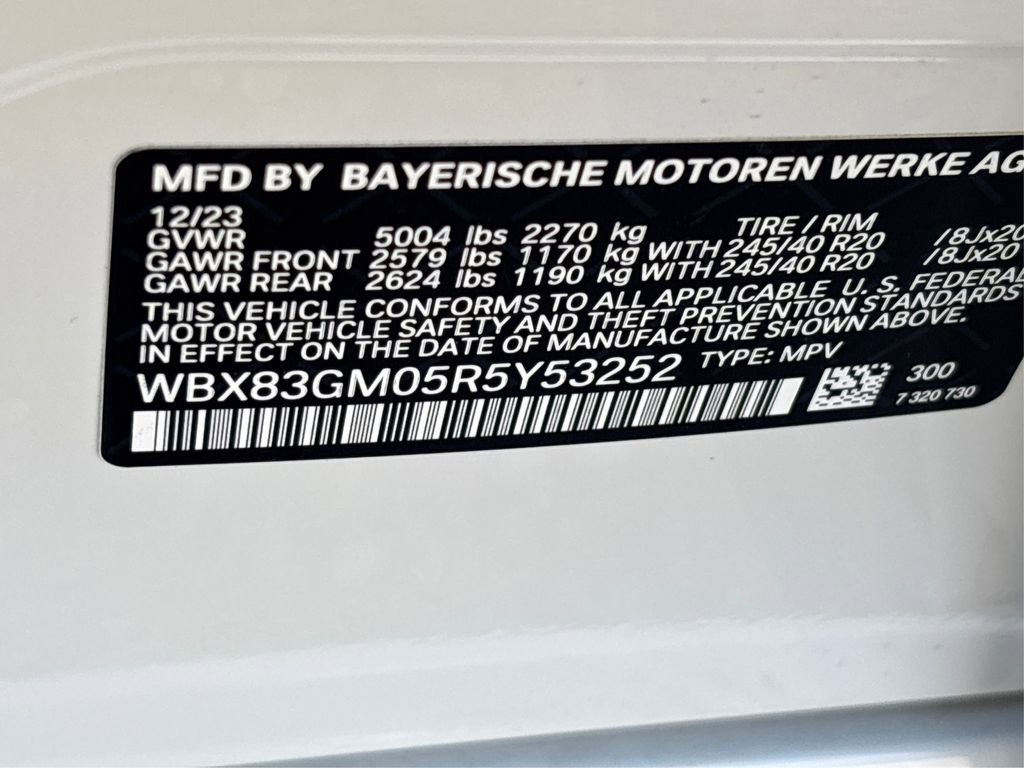 MFD BY BAYERISCHE MOTOREN WERKE AG
12/23 TIRE / RIM
GVWR 5004 lbs 2270 kg
GAWR FRONT 2579 lbs 1170 kg WITH 245/40 R20 /8Jx20
GAWR REAR 2624 lbs 1190 kg WITH 245/40 R20 /8Jx20
THIS VEHICLE CONFORMS TO ALL APPLICABLE U. S. FEDERAL
MOTOR VEHICLE SAFETY AND THEFT PREVENTION STANDARDS
IN EFFECT ON THE DATE OF MANUFACTURE SHOWN ABOVE.
WBX83GM05R5Y53252 TYPE: MPV
300
7 320 730